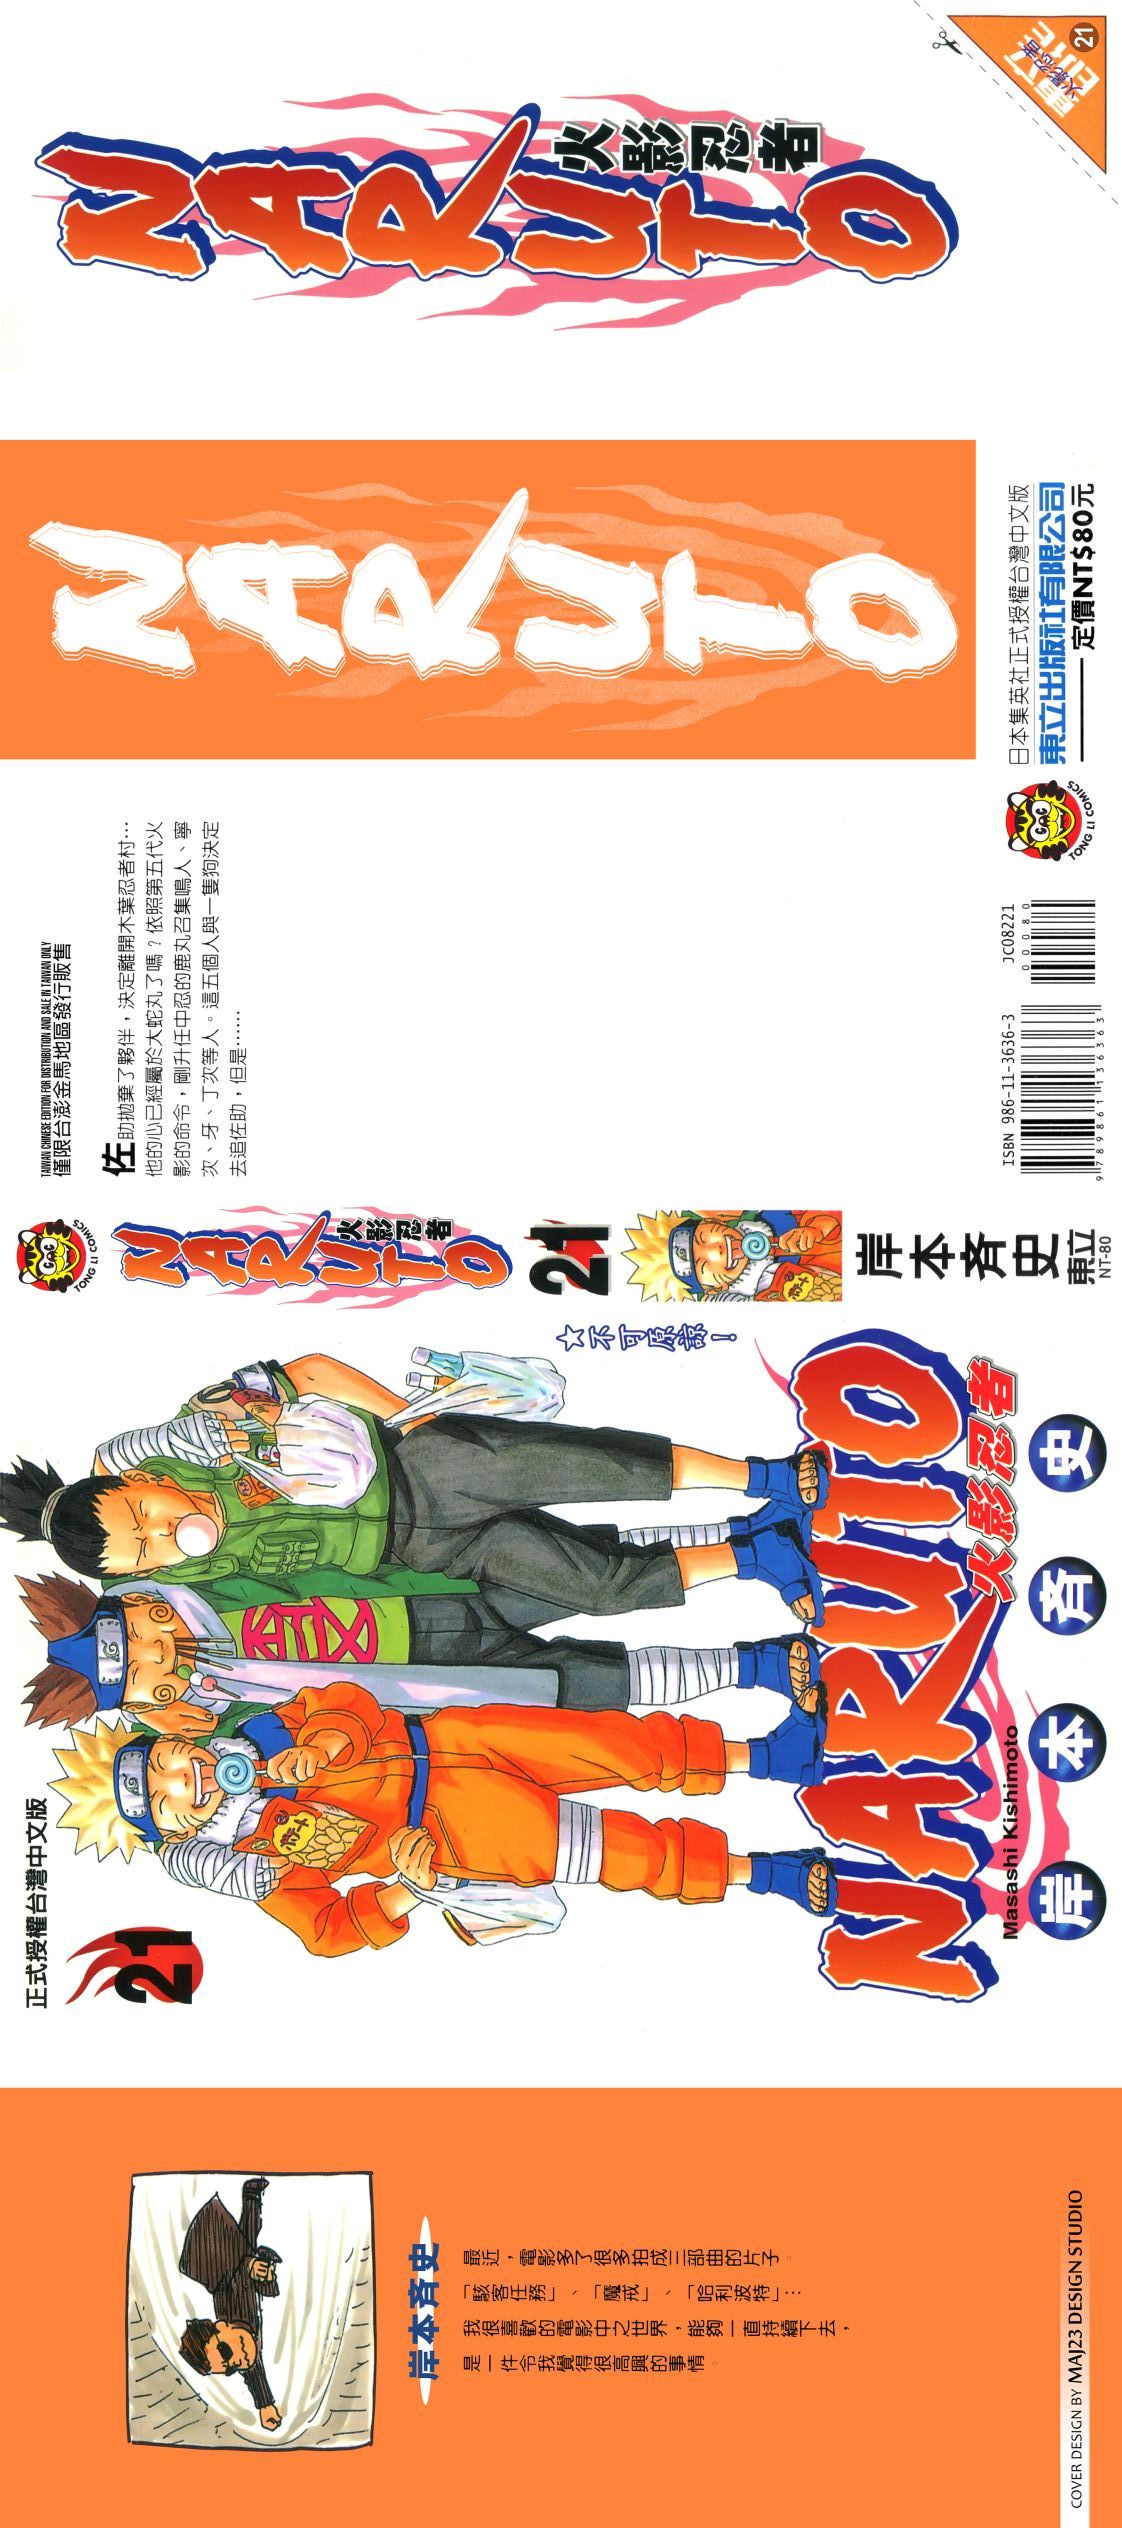 NARUTO
火影忍者
東立
火影忍者
21
NARUTO
日本集英社正式授權台灣中文版
東立出版社有限公司
定價NT$80元
TONG LI COMICS
TAIWAN CHINESE EDITION FOR DISTRIBUTION AND SALE IN TAIWAN ONLY
僅限台澎金馬地區發行販售
佐助拋棄了夥伴，決定離開木葉忍者村…
他的心已經屬於大蛇丸了嗎？依照第五代火
影的命令，剛升任中忍的鹿丸召集鳴人、寧
次、牙、丁次等人。這五個人與一隻狗決定
去追佐助，但是……
JC08221
00080
ISBN 986-11-3636-3
9789861136363
TONG LI COMICS
NARUTO
火影忍者
21
岸本斉史
東立
NT-80
☆不可原諒！
正式授權台灣中文版
21
NARUTO
火影忍者
Masashi Kishimoto
岸本斉史
岸本斉史
最近，電影多了很多拍成三部曲的片子。
「駭客任務」、「魔戒」、「哈利波特」…
我很喜歡的電影中之世界，能夠一直持續下去，
是一件令我覺得很高興的事情。
COVER DESIGN BY MAJ23 DESIGN STUDIO